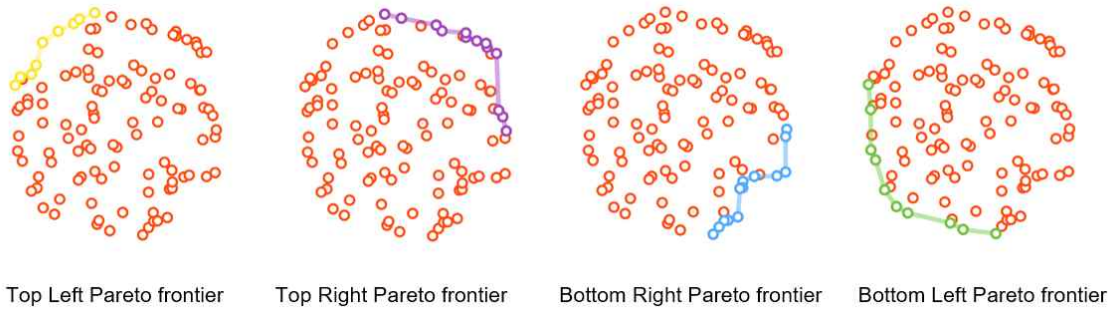 Top Left Pareto frontier
Top Right Pareto frontier
Bottom Right Pareto frontier
Bottom Left Pareto frontier